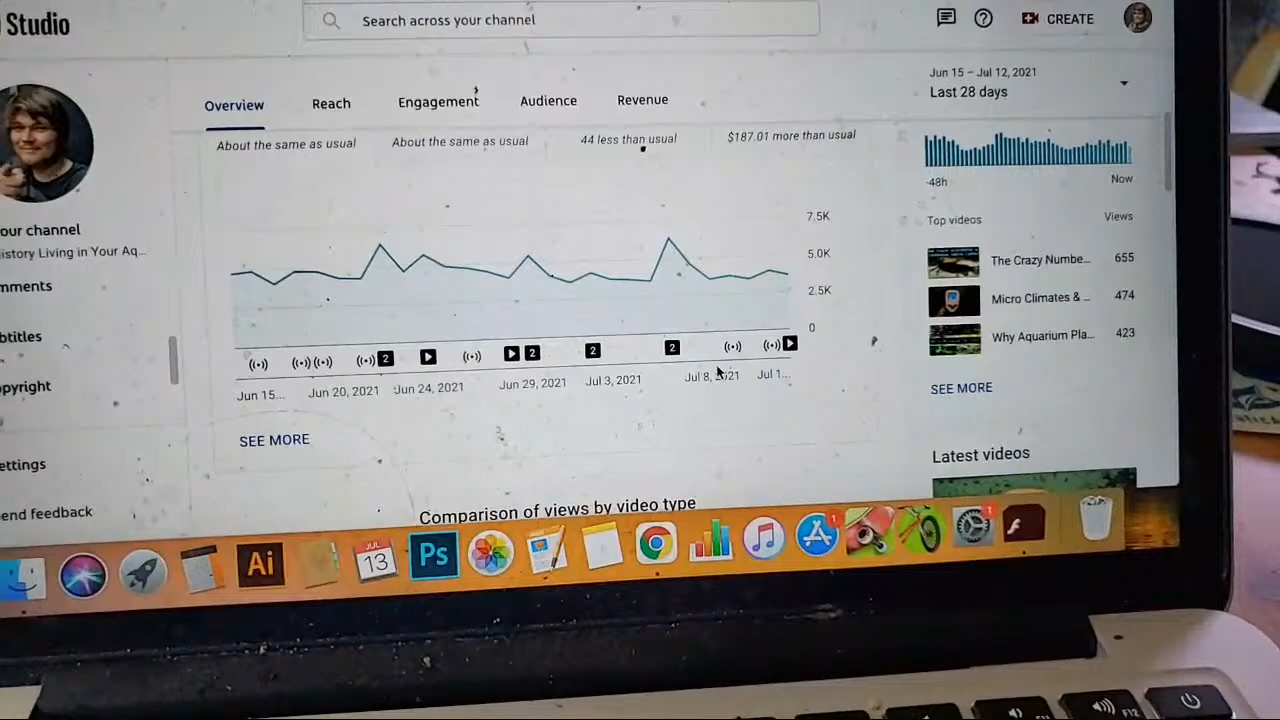 Studio
Search across your channel
CREATE
Overview
Reach
Engagement
Audience
Revenue
Jun 15 – Jul 12, 2021
Last 28 days
About the same as usual
About the same as usual
44 less than usual
$187.01 more than usual
-48h
Now
Top videos
Views
The Crazy Numbe...
655
Micro Climates & ...
474
Why Aquarium Pla...
423
SEE MORE
Latest videos
7.5K
5.0K
2.5K
0
2
2
2
2
Jun 15...
Jun 20, 2021
Jun 24, 2021
Jun 29, 2021
Jul 3, 2021
Jul 8, 2021
Jul 1...
SEE MORE
Comparison of views by video type
our channel
istory Living in Your Aq...
mments
btitles
opyright
ettings
end feedback
Ai
JUL
13
Ps
1
1
F12